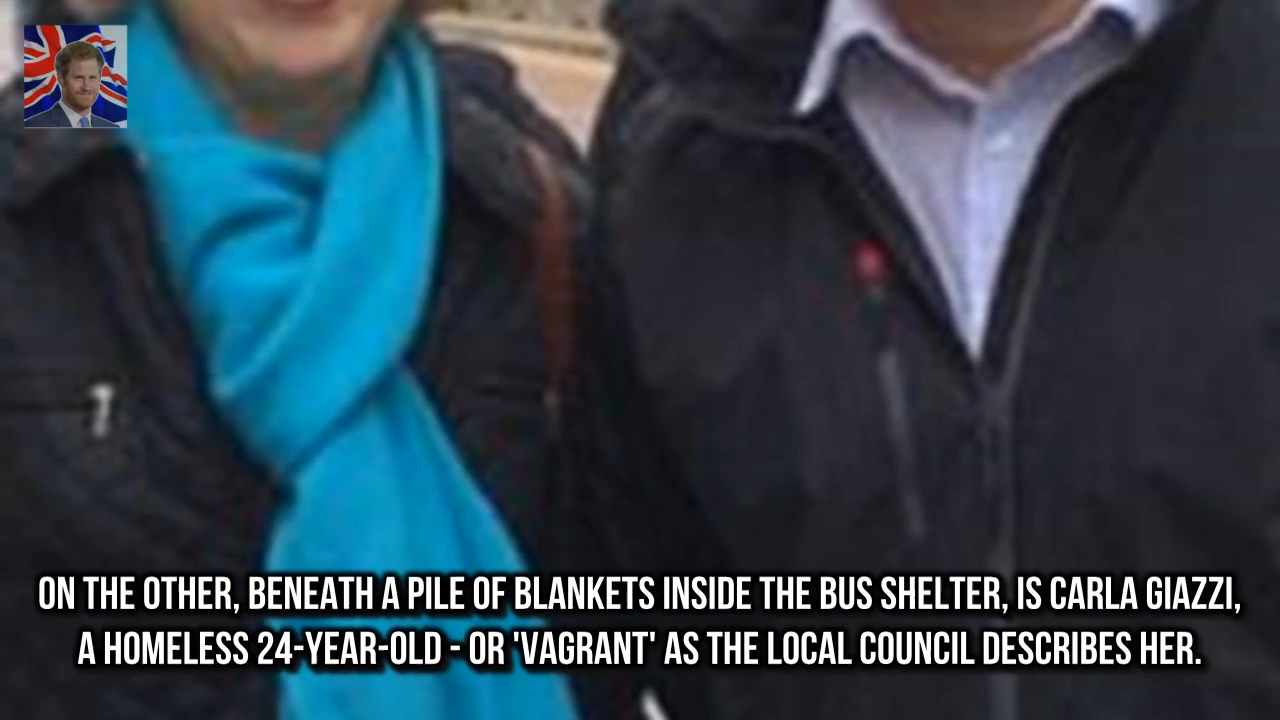 ON THE OTHER, BENEATH A PILE OF BLANKETS INSIDE THE BUS SHELTER, IS CARLA GIAZZI,
A HOMELESS 24-YEAR-OLD - OR 'VAGRANT' AS THE LOCAL COUNCIL DESCRIBES HER.